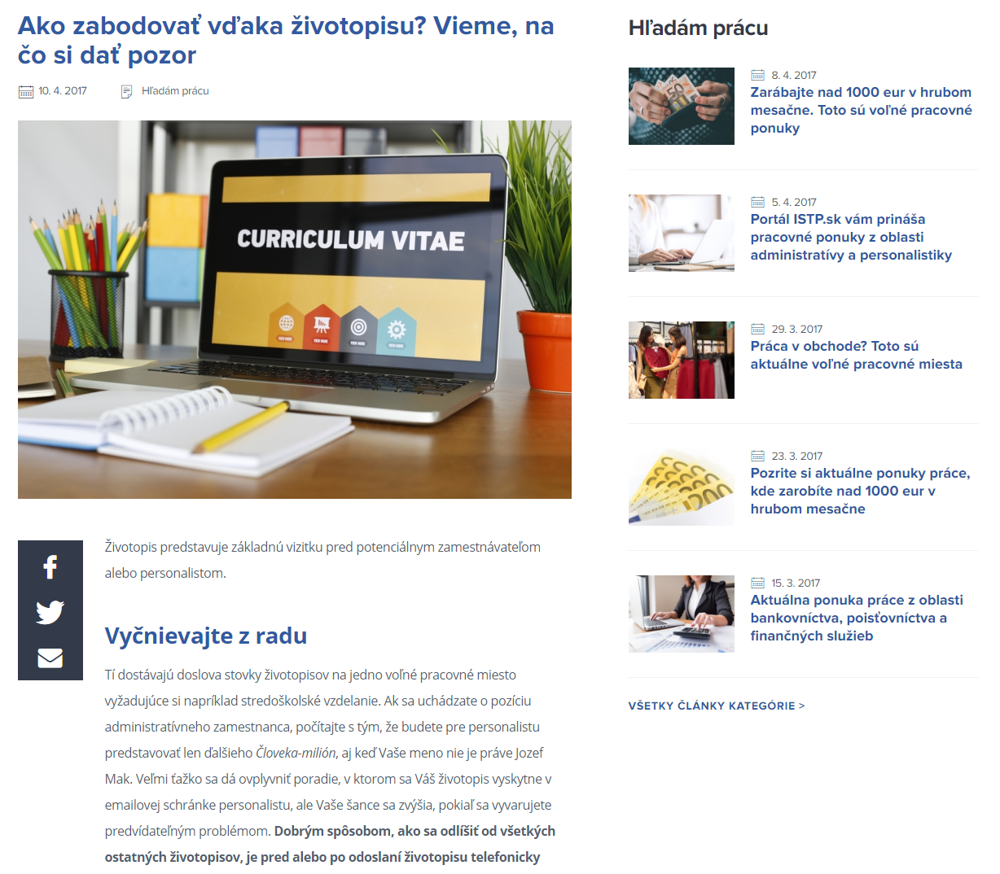 Ako zabodovať vďaka životopisu? Vieme, na
čo si dať pozor
10. 4. 2017
Hľadám prácu
CURRICULUM VITAE
VIEW MORE
VIEW MORE
VIEW MORE
VIEW MORE
Životopis predstavuje základnú vizitku pred potenciálnym zamestnávateľom
alebo personalistom.
Vyčnievajte z radu
Tí dostávajú doslova stovky životopisov na jedno voľné pracovné miesto
vyžadujúce si napríklad stredoškolské vzdelanie. Ak sa uchádzate o pozíciu
administratívneho zamestnanca, počítajte s tým, že budete pre personalistu
predstavovať len ďalšieho Človeka-milión, aj keď Vaše meno nie je práve Jozef
Mak. Veľmi ťažko sa dá ovplyvniť poradie, v ktorom sa Váš životopis vyskytne v
emailovej schránke personalistu, ale Vaše šance sa zvýšia, pokiaľ sa vyvarujete
predvídateľným problémom. Dobrým spôsobom, ako sa odlíšiť od všetkých
ostatných životopisov, je pred alebo po odoslaní životopisu telefonicky
Hľadám prácu
8. 4. 2017
Zarábajte nad 1000 eur v hrubom
mesačne. Toto sú voľné pracovné
ponuky
5. 4. 2017
Portál ISTP.sk vám prináša
pracovné ponuky z oblasti
administratívy a personalistiky
29. 3. 2017
Práca v obchode? Toto sú
aktuálne voľné pracovné miesta
23. 3. 2017
Pozrite si aktuálne ponuky práce,
kde zarobíte nad 1000 eur v
hrubom mesačne
15. 3. 2017
Aktuálna ponuka práce z oblasti
bankovníctva, poisťovníctva a
finančných služieb
VŠETKY ČLÁNKY KATEGÓRIE >